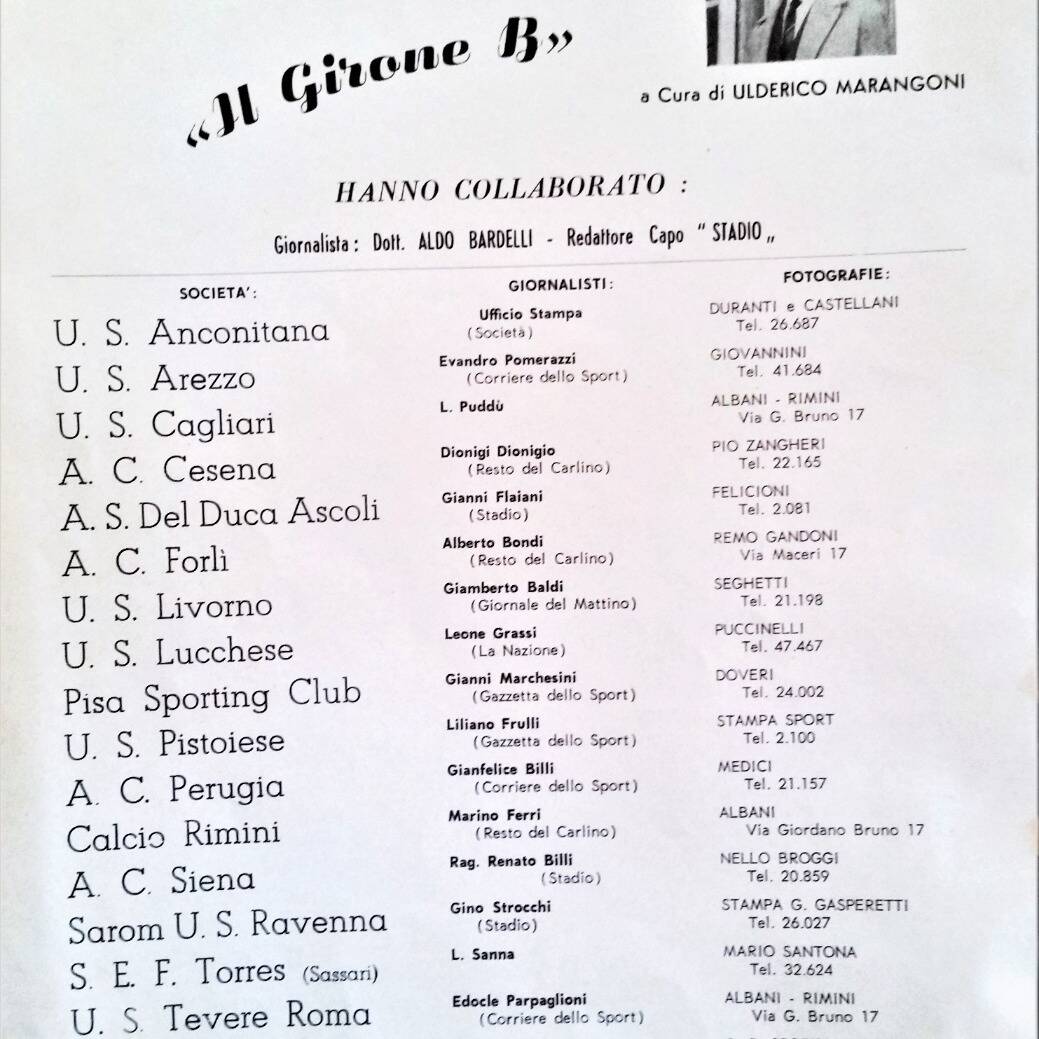 «Il Girone B»
a Cura di ULDERICO MARANGONI
HANNO COLLABORATO :
Giornalista: Dott. ALDO BARDELLI - Redattore Capo " STADIO „
SOCIETA': GIORNALISTI: FOTOGRAFIE:
U. S. Anconitana Ufficio Stampa DURANTI e CASTELLANI
(Società) Tel. 26.687
U. S. Arezzo Evandro Pomerazzi GIOVANNINI
(Corriere dello Sport) Tel. 41.684
U. S. Cagliari L. Puddù ALBANI - RIMINI
Via G. Bruno 17
A. C. Cesena Dionigi Dionigio PIO ZANGHERI
(Resto del Carlino) Tel. 22.165
A. S. Del Duca Ascoli Gianni Flaiani FELICIONI
(Stadio) Tel. 2.081
A. C. Forlì Alberto Bondi REMO GANDONI
(Resto del Carlino) Via Maceri 17
U. S. Livorno Giamberto Baldi SEGHETTI
(Giornale del Mattino) Tel. 21.198
U. S. Lucchese Leone Grassi PUCCINELLI
(La Nazione) Tel. 47.467
Pisa Sporting Club Gianni Marchesini DOVERI
(Gazzetta dello Sport) Tel. 24.002
U. S. Pistoiese Liliano Frulli STAMPA SPORT
(Gazzetta dello Sport) Tel. 2.100
A. C. Perugia Gianfelice Billi MEDICI
(Corriere dello Sport) Tel. 21.157
Calcio Rimini Marino Ferri ALBANI
(Resto del Carlino) Via Giordano Bruno 17
A. C. Siena Rag. Renato Billi NELLO BROGGI
(Stadio) Tel. 20.859
Sarom U. S. Ravenna Gino Strocchi STAMPA G. GASPERETTI
(Stadio) Tel. 26.027
S. E. F. Torres (Sassari) L. Sanna MARIO SANTONA
Tel. 32.624
U. S. Tevere Roma Edocle Parpaglioni ALBANI - RIMINI
(Corriere dello Sport) Via G. Bruno 17